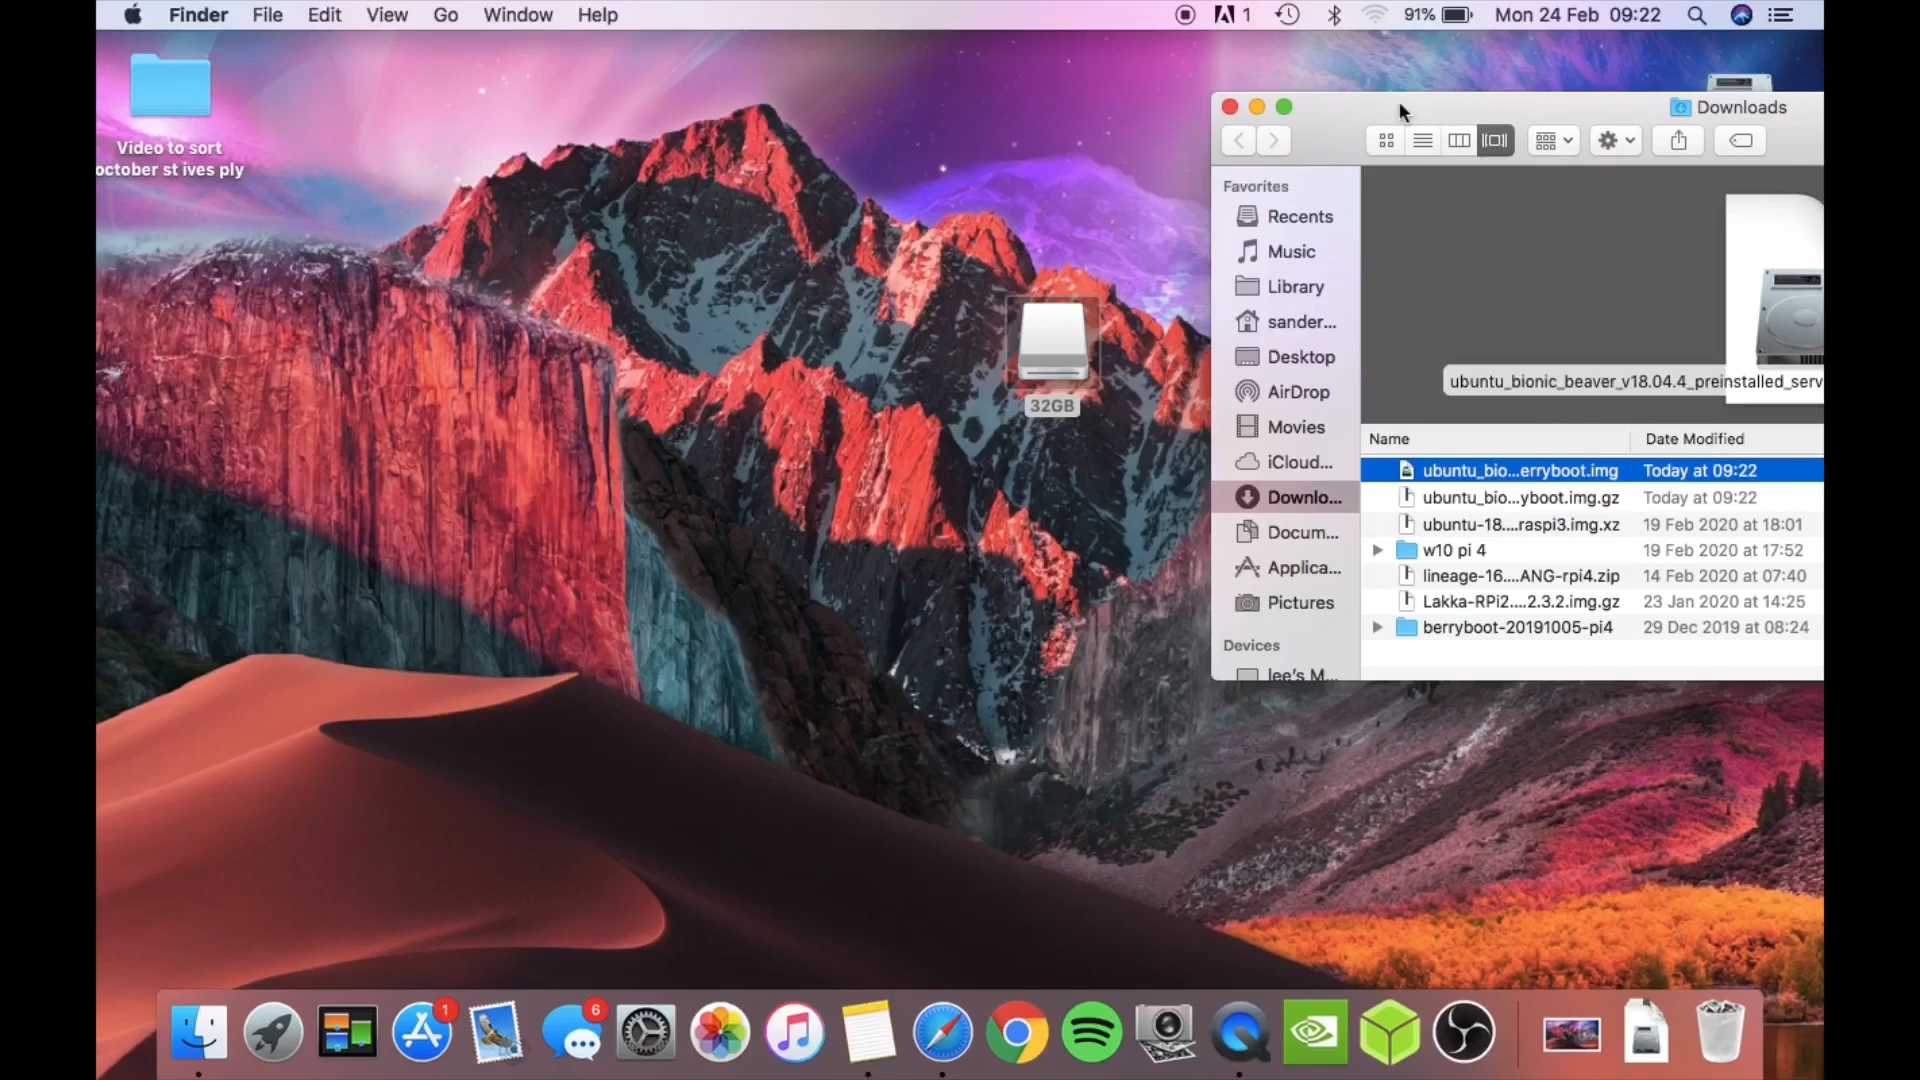 Finder File Edit View Go Window Help 1 91% Mon 24 Feb 09:22
Video to sort
october st ives ply
32GB
Downloads
Favorites
Recents
Music
Library
sander...
Desktop
AirDrop
Movies
iCloud...
Downlo...
Docum...
Applica...
Pictures
Devices
lee's M...
ubuntu_bionic_beaver_v18.04.4_preinstalled_serv
Name Date Modified
ubuntu_bio...erryboot.img Today at 09:22
ubuntu_bio...yboot.img.gz Today at 09:22
ubuntu-18....raspi3.img.xz 19 Feb 2020 at 18:01
w10 pi 4 19 Feb 2020 at 17:52
lineage-16....ANG-rpi4.zip 14 Feb 2020 at 07:40
Lakka-RPi2....2.3.2.img.gz 23 Jan 2020 at 14:25
berryboot-20191005-pi4 29 Dec 2019 at 08:24
1
6